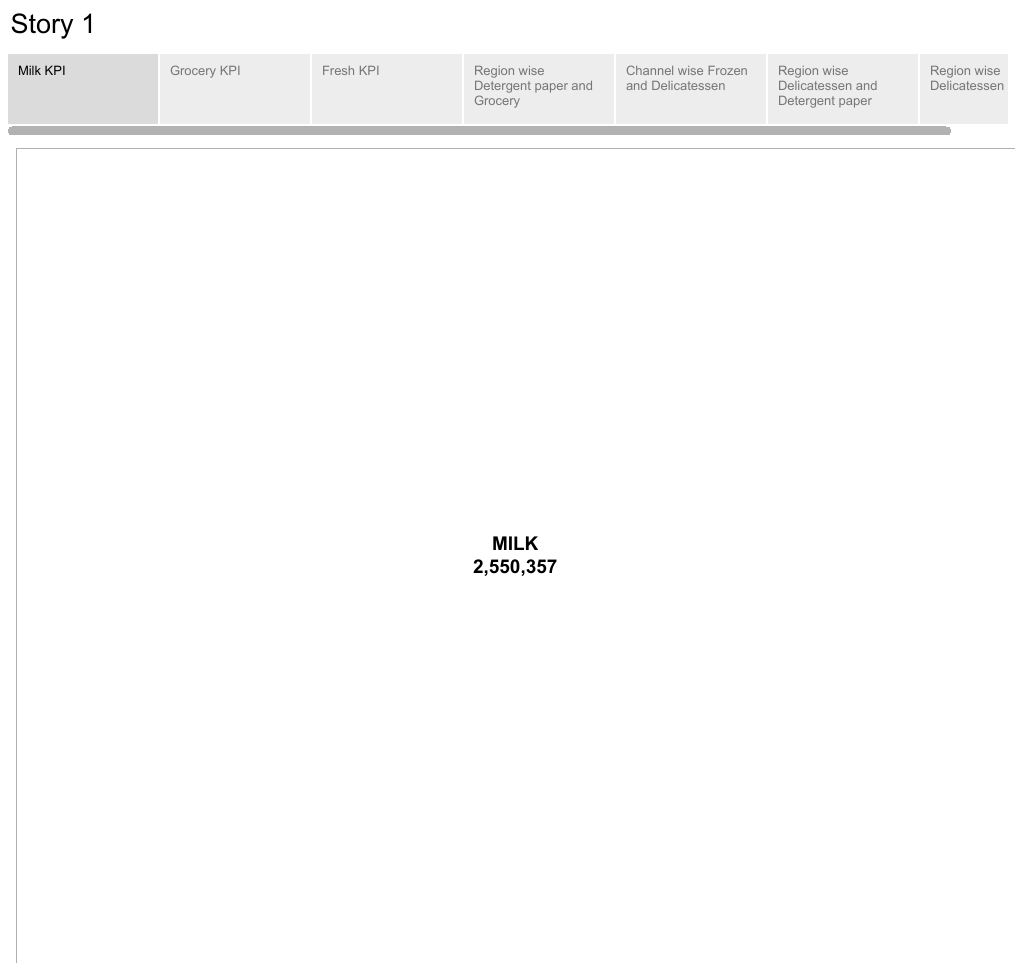 Story 1
Milk KPI
Grocery KPI
Fresh KPI
Region wise
Detergent paper and
Grocery
Channel wise Frozen
and Delicatessen
Region wise
Delicatessen and
Detergent paper
Region wise
Delicatessen
MILK
2,550,357